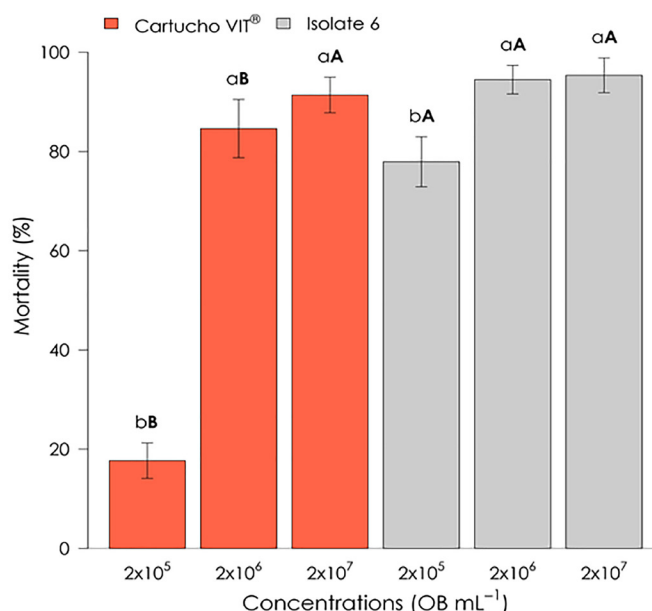 Cartucho VIT® Isolate 6
Mortality (%)
100
80
60
40
20
0
bB
aB
aA
bA
aA
aA
2x10⁵ 2x10⁶ 2x10⁷ 2x10⁵ 2x10⁶ 2x10⁷
Concentrations (OB mL⁻¹)